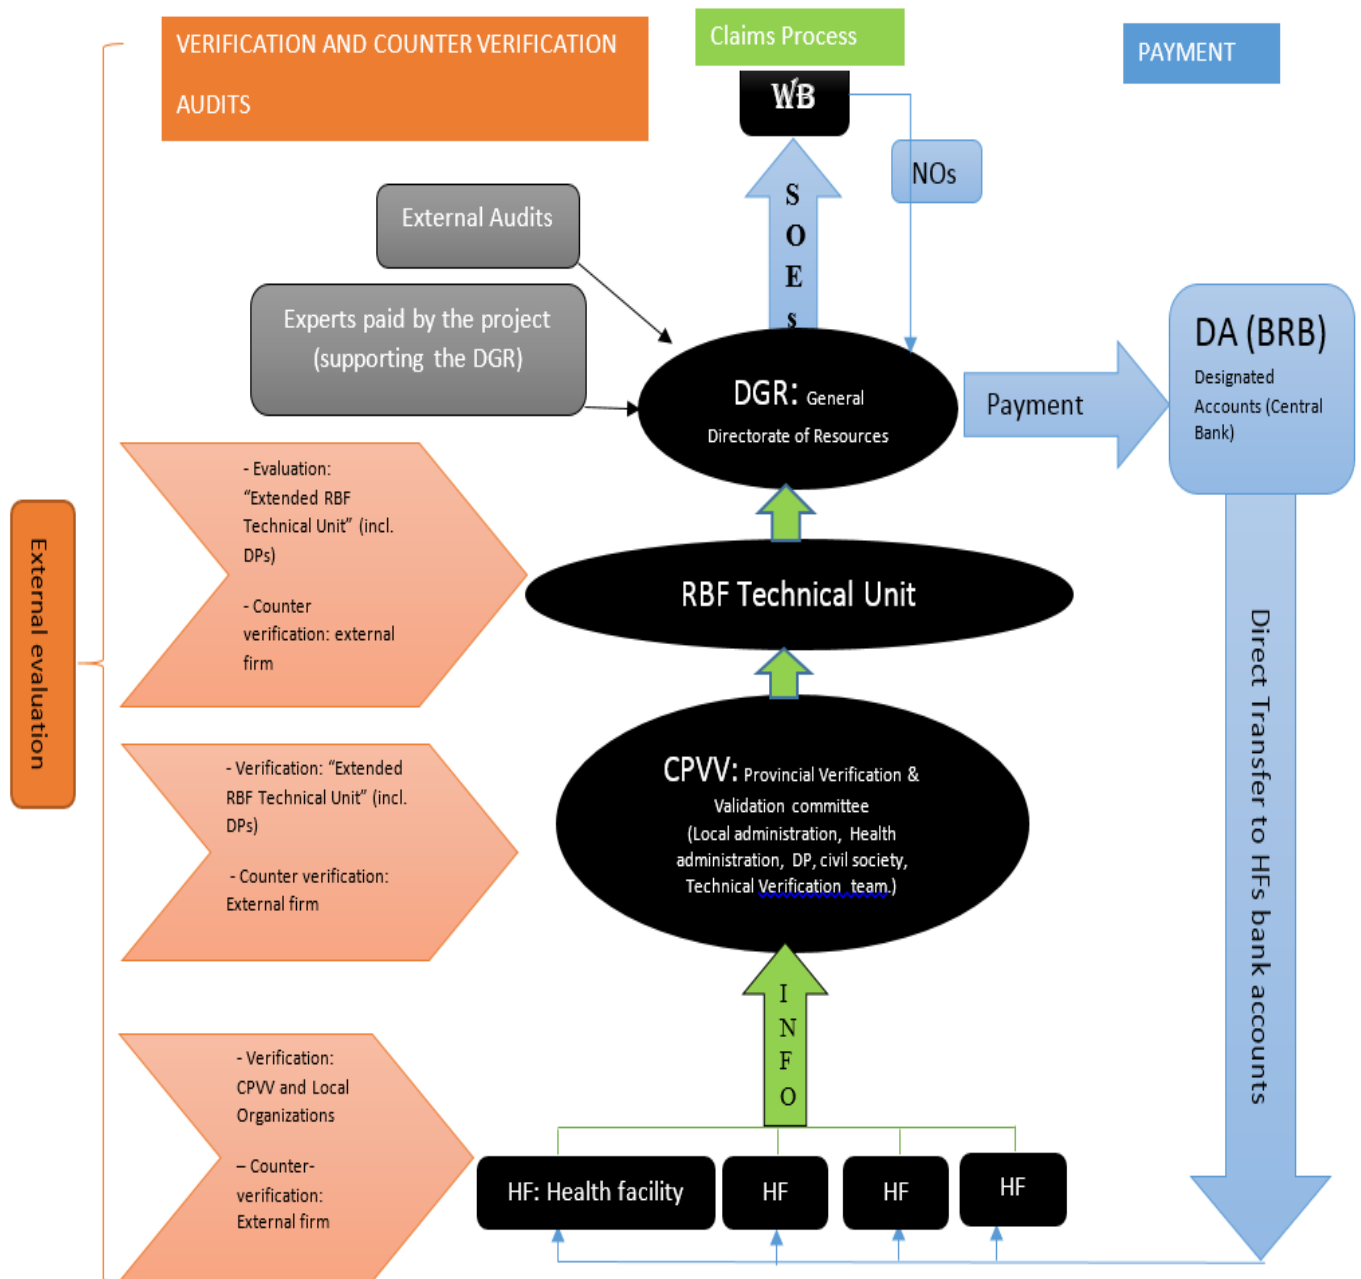 VERIFICATION AND COUNTER VERIFICATION
AUDITS
Claims Process
PAYMENT
WB
NOs
S
O
E
s
External Audits
Experts paid by the project
(supporting the DGR)
DGR: General
Directorate of Resources
Payment
DA (BRB)
Designated
Accounts (Central
Bank)
- Evaluation:
“Extended RBF
Technical Unit” (incl.
DPs)
- Counter
verification: external
firm
External evaluation
RBF Technical Unit
Direct Transfer to HFs bank accounts
- Verification: “Extended
RBF Technical Unit” (incl.
DPs)
- Counter verification:
External firm
CPVV: Provincial Verification &
Validation committee
(Local administration, Health
administration, DP, civil society,
Technical Verification team.)
I
N
F
O
- Verification:
CPVV and Local
Organizations
– Counter-
verification:
External firm
HF: Health facility
HF
HF
HF